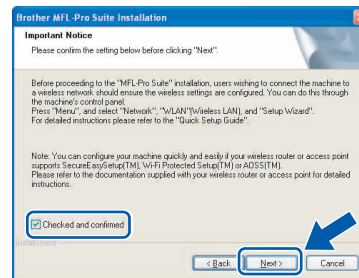 Brother MFL-Pro Suite Installation
Important Notice
Please confirm the setting below before clicking "Next".
Before proceeding to the "MFL-Pro Suite" installation, users wishing to connect the machine to
a wireless network should ensure the wireless settings are configured. You can do this through
the machine's control panel.
Press "Menu", and select "Network", "WLAN"(Wireless LAN), and "Setup Wizard".
For detailed instructions please refer to the "Quick Setup Guide".
Note: You can configure your machine quickly and easily if your wireless router or access point
supports SecureEasySetup(TM), Wi-Fi Protected Setup(TM) or AOSS(TM).
Please refer to the documentation supplied with your wireless router or access point for detailed
instructions.
Checked and confirmed
< Back Next > Cancel